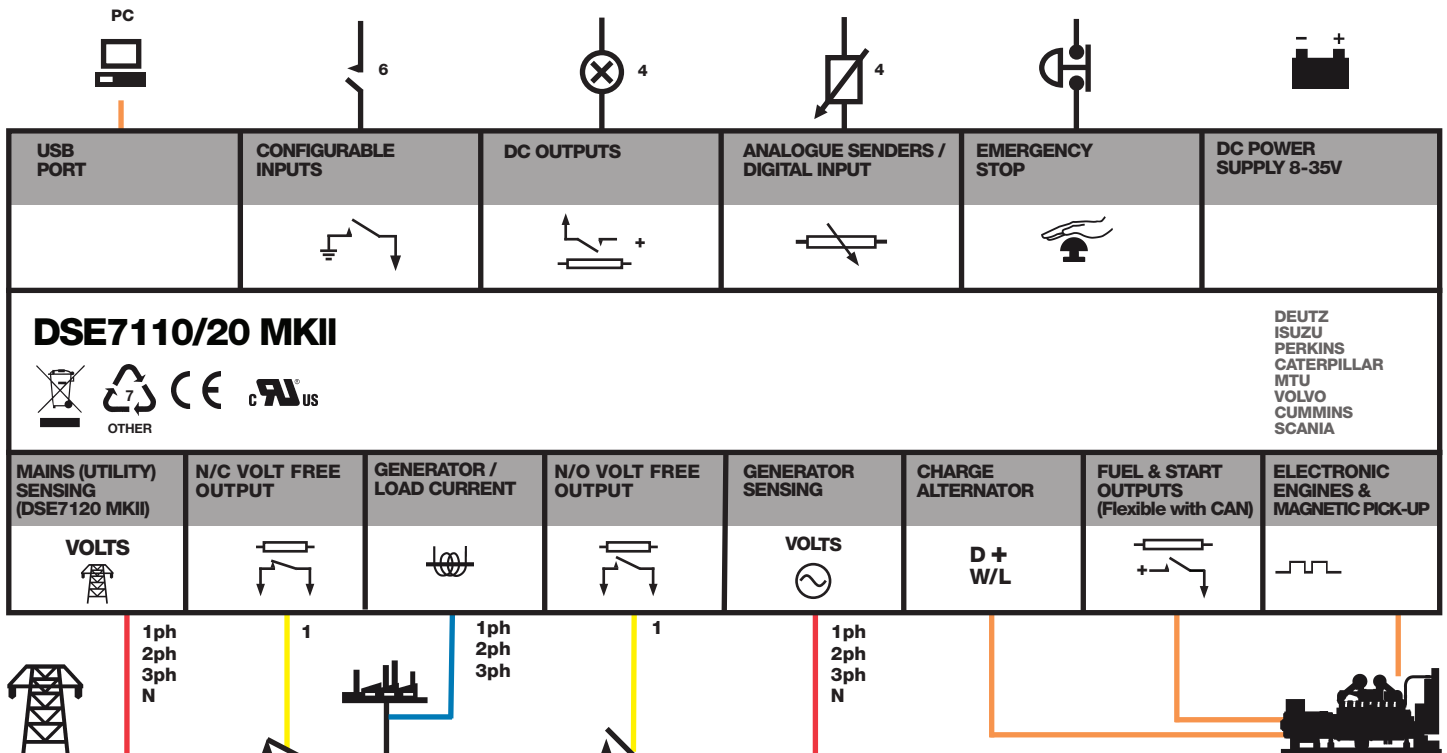 PC
6
4
4
- +
USB
PORT
CONFIGURABLE
INPUTS
DC OUTPUTS
ANALOGUE SENDERS /
DIGITAL INPUT
EMERGENCY
STOP
DC POWER
SUPPLY 8-35V
+
DSE7110/20 MKII
7
OTHER
CE
c RU ® US
DEUTZ
ISUZU
PERKINS
CATERPILLAR
MTU
VOLVO
CUMMINS
SCANIA
MAINS (UTILITY)
SENSING
(DSE7120 MKII)
N/C VOLT FREE
OUTPUT
GENERATOR /
LOAD CURRENT
N/O VOLT FREE
OUTPUT
GENERATOR
SENSING
CHARGE
ALTERNATOR
FUEL & START
OUTPUTS
(Flexible with CAN)
ELECTRONIC
ENGINES &
MAGNETIC PICK-UP
VOLTS
VOLTS
D +
W/L
+
1ph
2ph
3ph
N
1
1ph
2ph
3ph
1
1ph
2ph
3ph
N